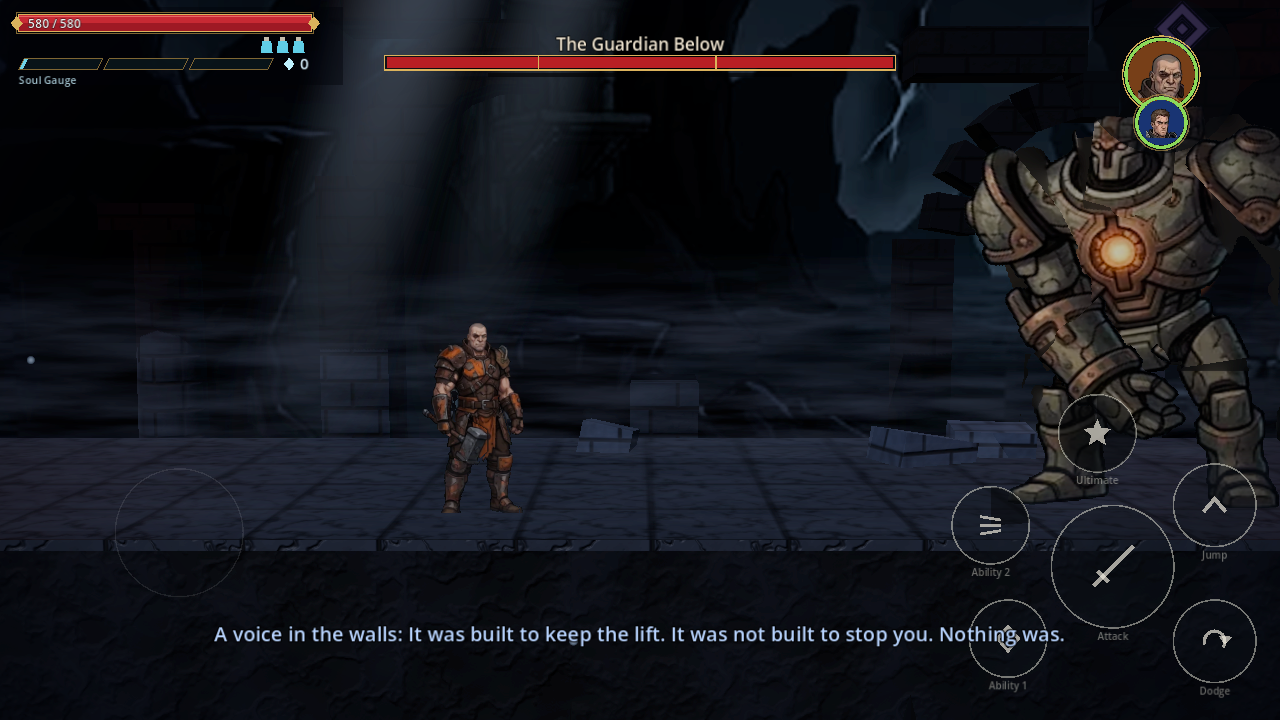 580 / 580
The Guardian Below
0
Soul Gauge
Ultimate
Jump
Ability 2
A voice in the walls: It was built to keep the lift. It was not built to stop you. Nothing was.
Attack
Ability 1
Dodge